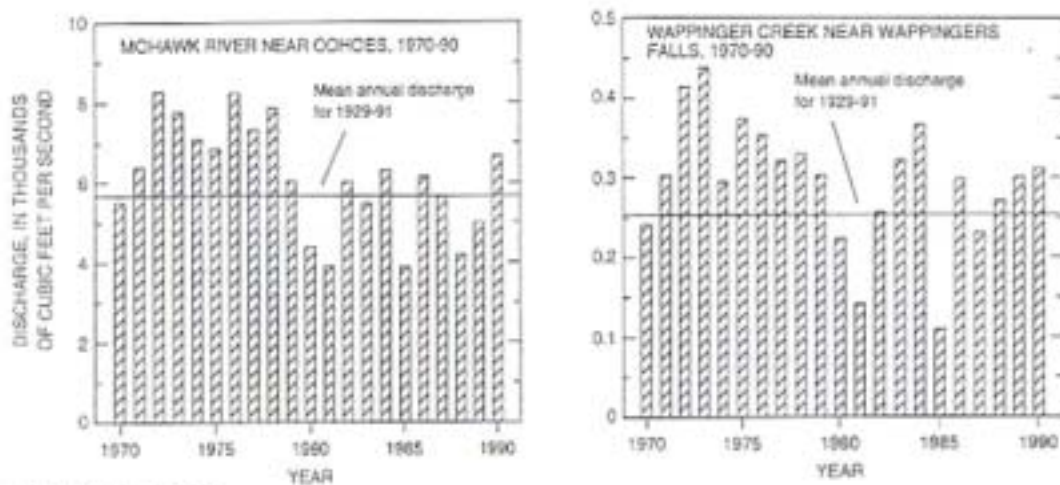 MOHAWK RIVER NEAR COHOES, 1970-90
Mean annual discharge
for 1929-91
DISCHARGE, IN THOUSANDS
OF CUBIC FEET PER SECOND
10
8
6
4
2
0
1970
1975
1980
1985
1990
YEAR
WAPPINGER CREEK NEAR WAPPINGERS
FALLS, 1970-90
Mean annual discharge
for 1929-91
0.5
0.4
0.3
0.2
0.1
0
1970
1975
1980
1985
1990
YEAR